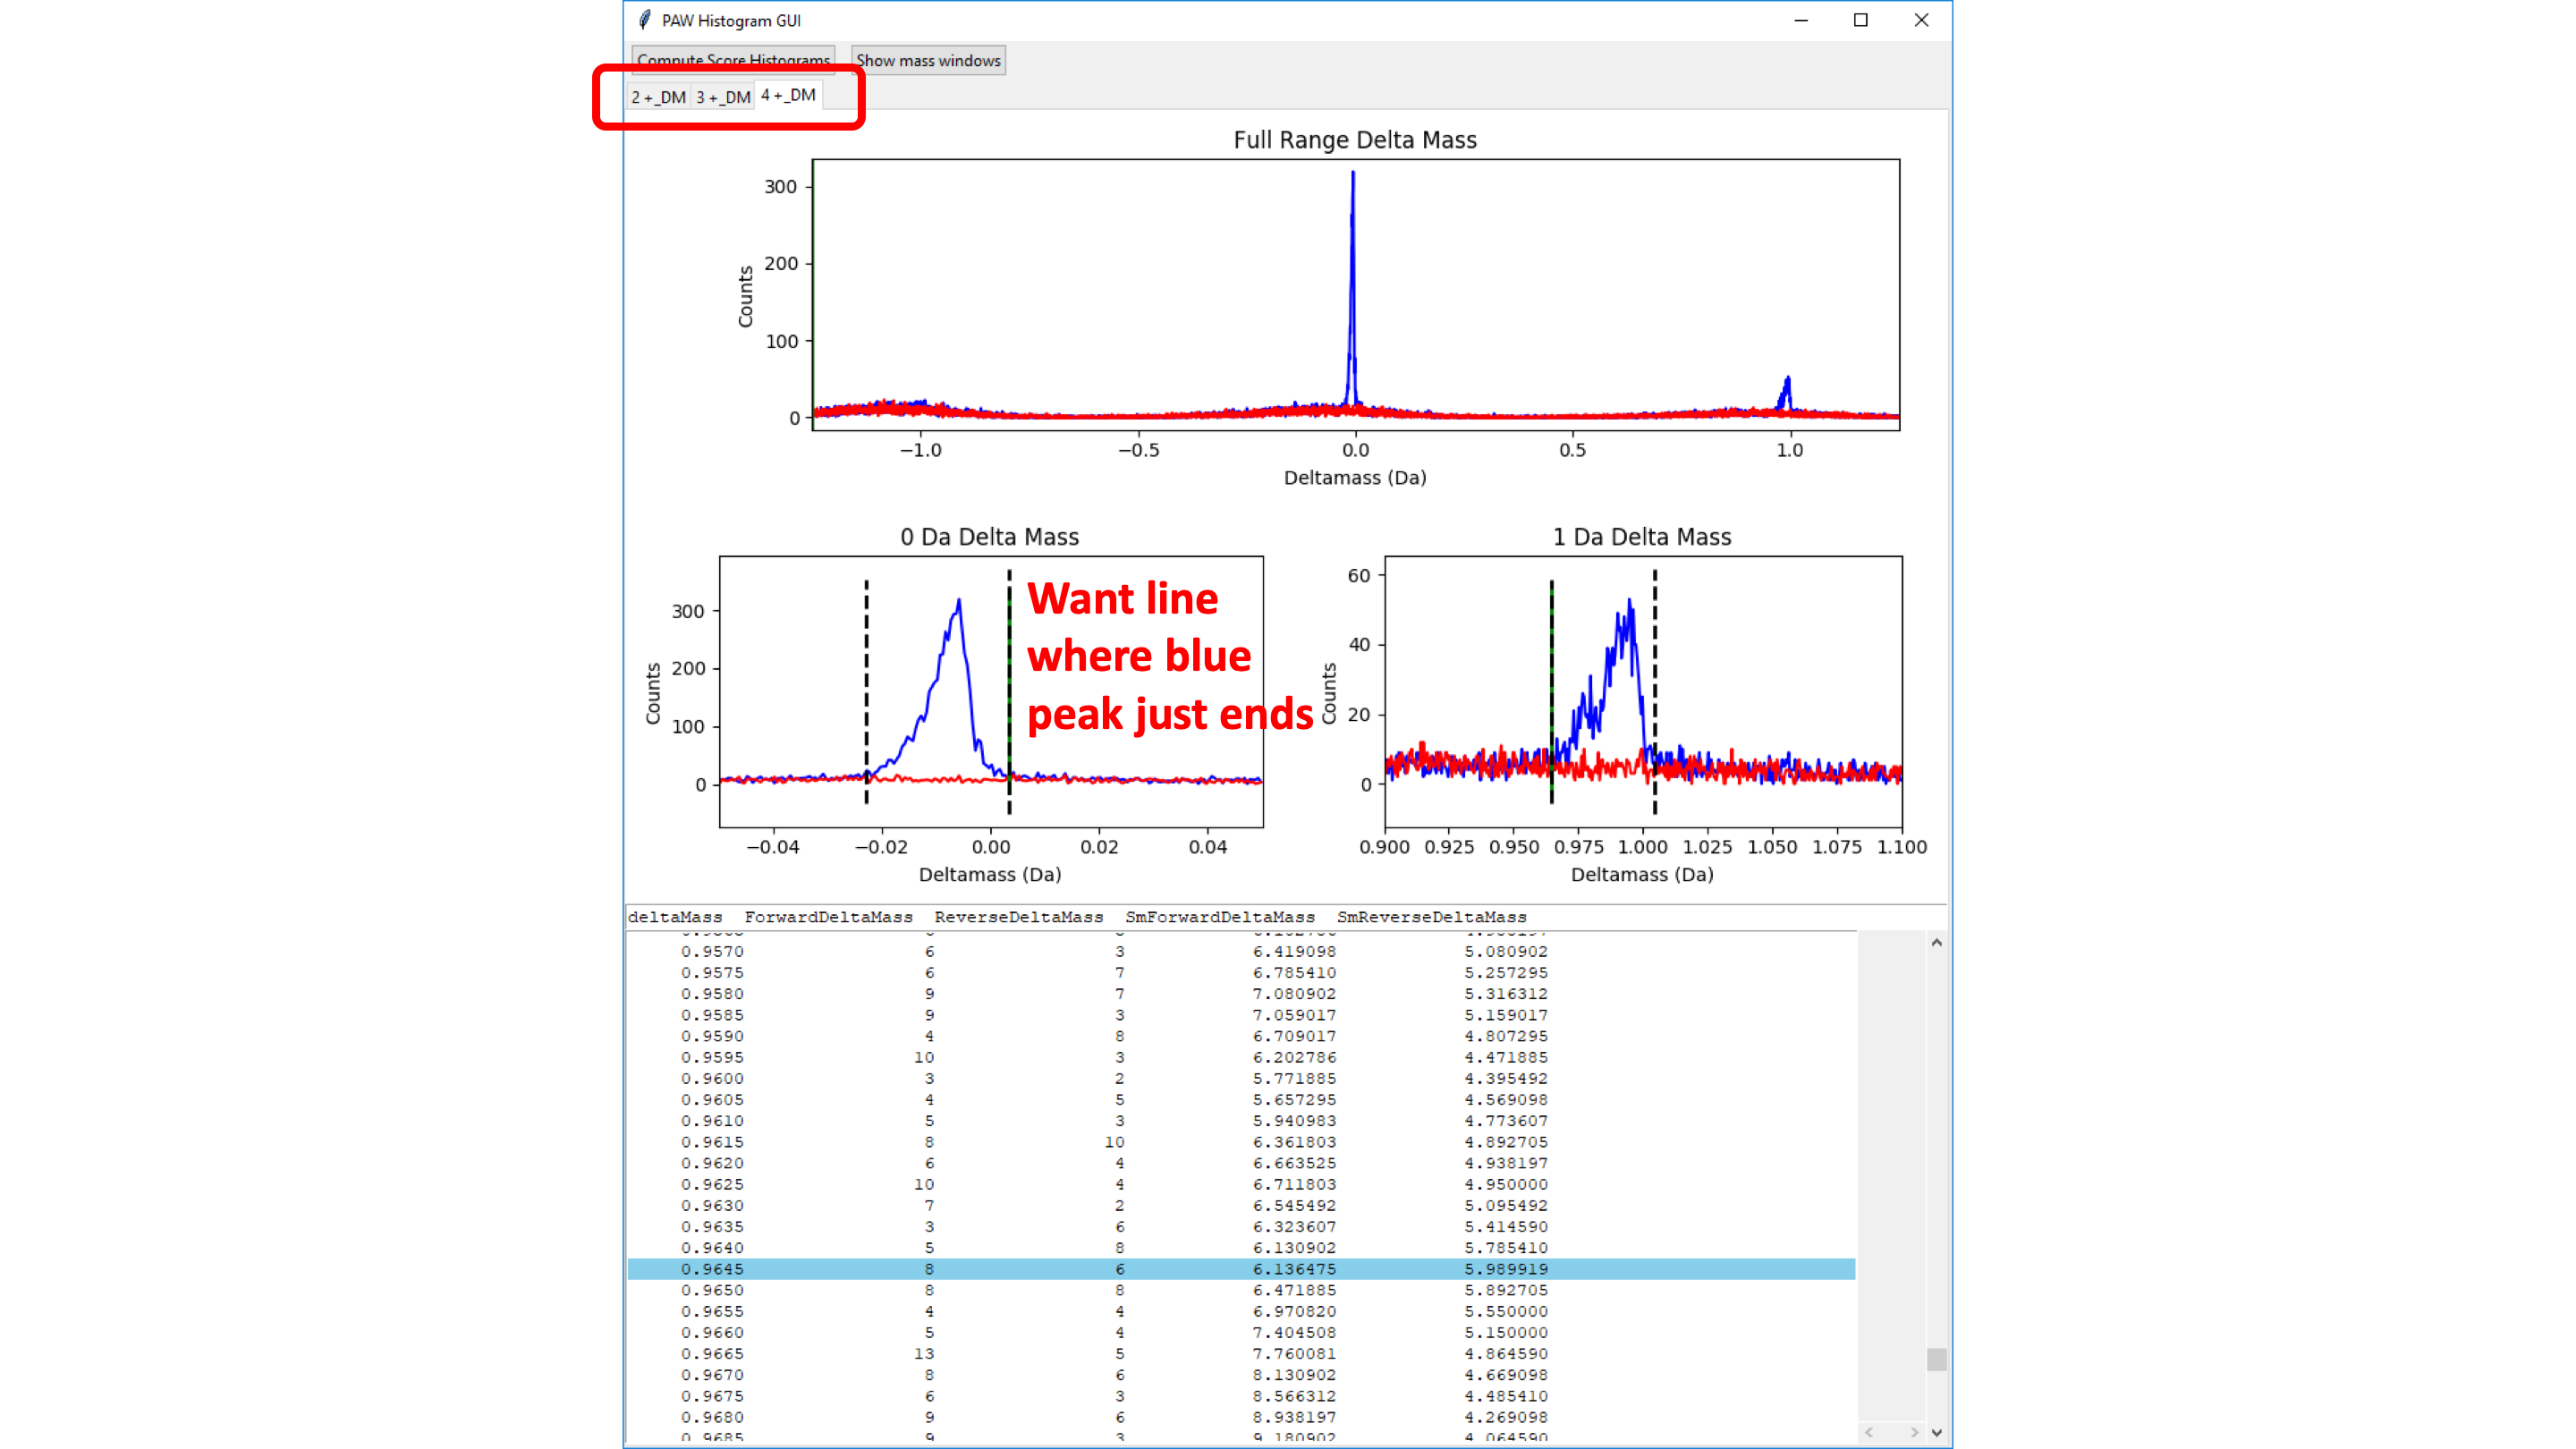 PAW Histogram GUI
Compute Score Histograms Show mass windows
2 +_DM 3 +_DM 4 +_DM
Full Range Delta Mass
300
200
100
0
Counts
−1.0 −0.5 0.0 0.5 1.0
Deltamass (Da)
0 Da Delta Mass
300
200
100
0
Counts
−0.04 −0.02 0.00 0.02 0.04
Deltamass (Da)
Want line
where blue
peak just ends
1 Da Delta Mass
60
40
20
0
Counts
0.900 0.925 0.950 0.975 1.000 1.025 1.050 1.075 1.100
Deltamass (Da)
deltaMass ForwardDeltaMass ReverseDeltaMass SmForwardDeltaMass SmReverseDeltaMass
0.9570 6 3 6.419098 5.080902
0.9575 6 7 6.785410 5.257295
0.9580 9 7 7.080902 5.316312
0.9585 9 3 7.059017 5.159017
0.9590 4 8 6.709017 4.807295
0.9595 10 3 6.202786 4.471885
0.9600 3 2 5.771885 4.395492
0.9605 4 5 5.657295 4.569098
0.9610 5 3 5.940983 4.773607
0.9615 8 10 6.361803 4.892705
0.9620 6 4 6.663525 4.938197
0.9625 10 4 6.711803 4.950000
0.9630 7 2 6.545492 5.095492
0.9635 3 6 6.323607 5.414590
0.9640 5 8 6.130902 5.785410
0.9645 8 6 6.136475 5.989919
0.9650 8 8 6.471885 5.892705
0.9655 4 4 6.970820 5.550000
0.9660 5 4 7.404508 5.150000
0.9665 13 5 7.760081 4.864590
0.9670 8 6 8.130902 4.669098
0.9675 6 3 8.566312 4.485410
0.9680 9 6 8.938197 4.269098
0.9685 9 3 9.180902 4.064590